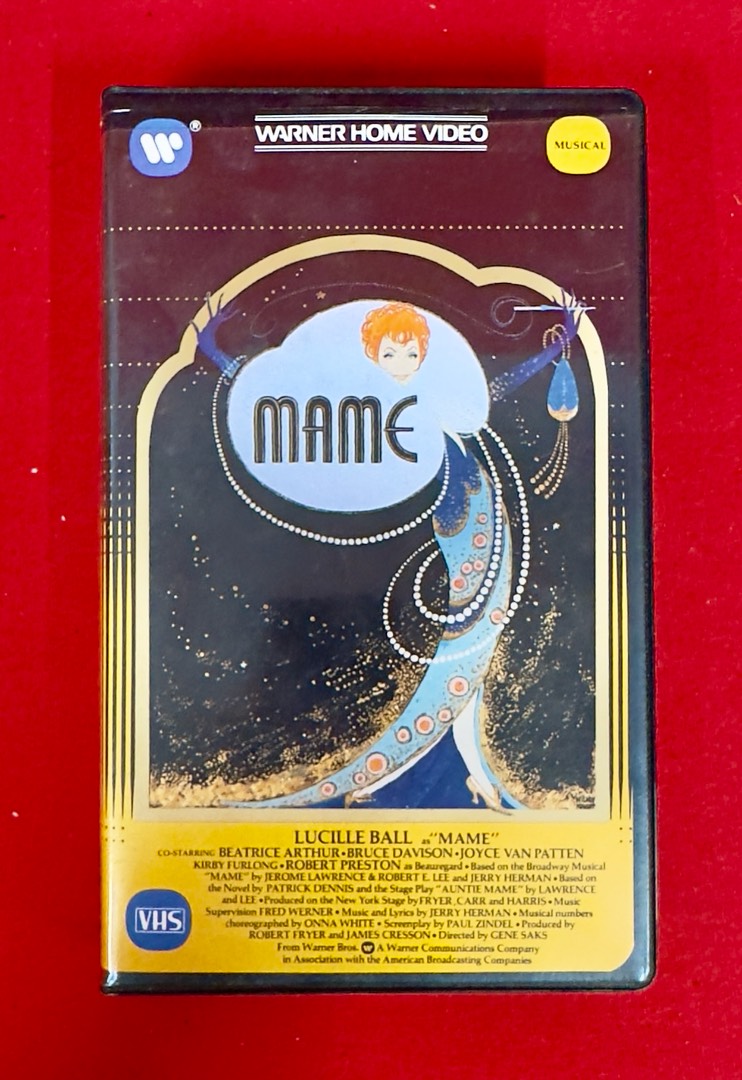 W®
WARNER HOME VIDEO
MUSICAL
MAME
LUCILLE BALL as "MAME"
CO-STARRING BEATRICE ARTHUR • BRUCE DAVISON • JOYCE VAN PATTEN
KIRBY FURLONG • ROBERT PRESTON as Beauregard • Based on the Broadway Musical
"MAME" by JEROME LAWRENCE & ROBERT E. LEE and JERRY HERMAN • Based on
the Novel by PATRICK DENNIS and the Stage Play "AUNTIE MAME" by LAWRENCE
and LEE • Produced on the New York Stage by FRYER, CARR and HARRIS • Music
Supervision FRED WERNER • Music and Lyrics by JERRY HERMAN • Musical numbers
choreographed by ONNA WHITE • Screenplay by PAUL ZINDEL • Produced by
ROBERT FRYER and JAMES CRESSON • Directed by GENE SAKS
From Warner Bros. W A Warner Communications Company
in Association with the American Broadcasting Companies
VHS